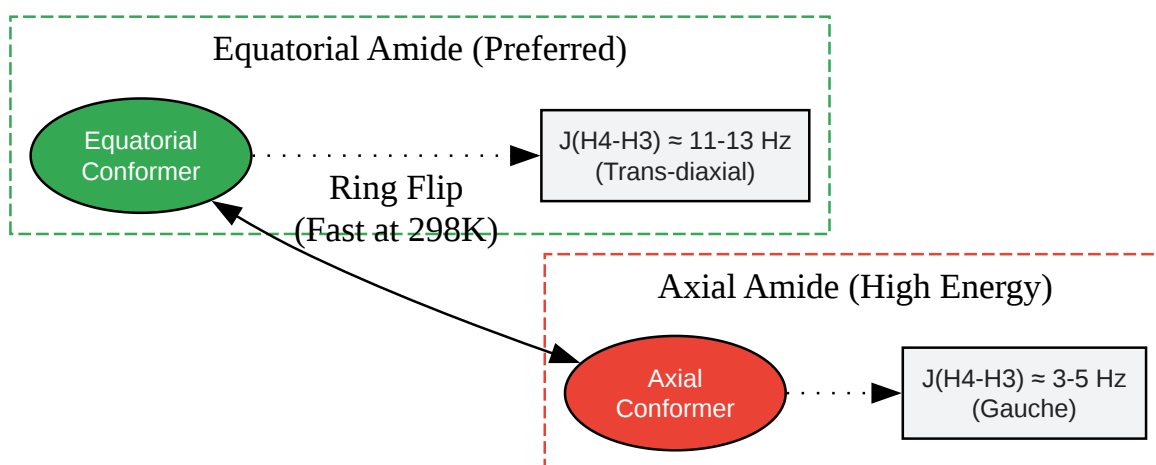 Equatorial Amide (Preferred)
Equatorial
Conformer
J(H4-H3) ≈ 11-13 Hz
(Trans-diaxial)
Ring Flip
(Fast at 298K)
Axial Amide (High Energy)
Axial
Conformer
J(H4-H3) ≈ 3-5 Hz
(Gauche)